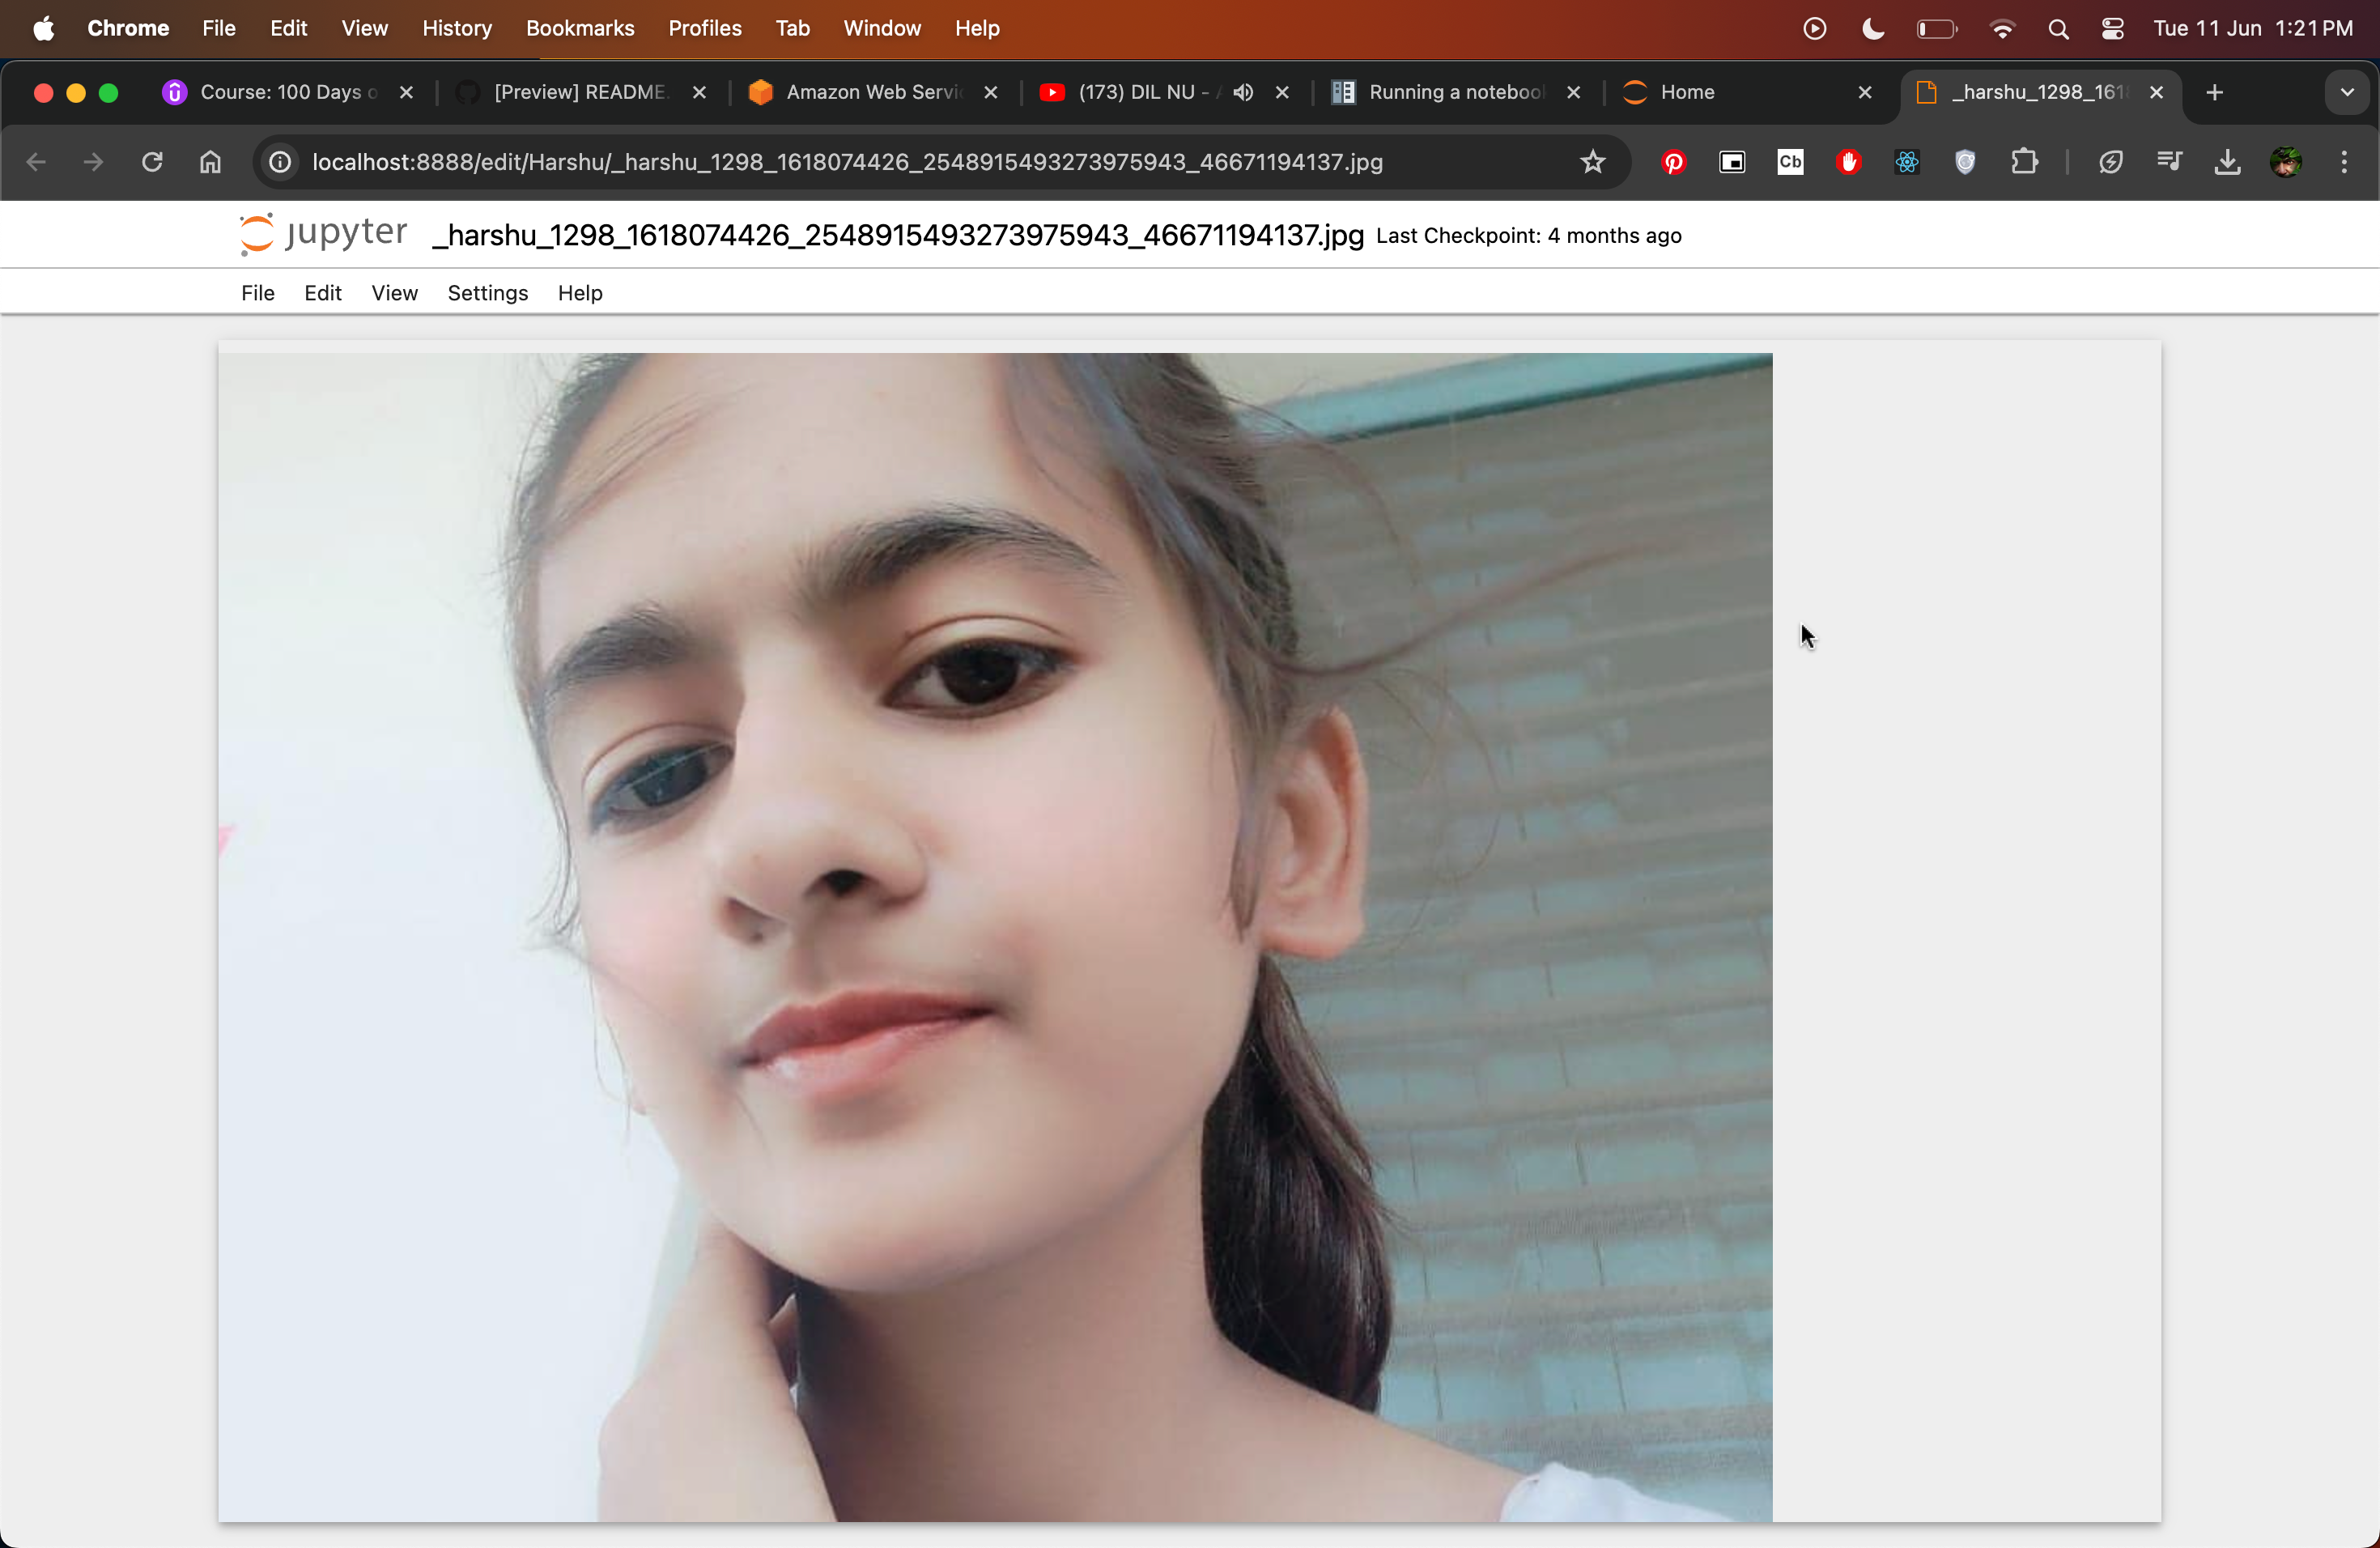 Chrome File Edit View History Bookmarks Profiles Tab Window Help Tue 11 Jun 1:21 PM
Course: 100 Days o [Preview] README. Amazon Web Servi (173) DIL NU - Running a noteboo Home _harshu_1298_161
localhost:8888/edit/Harshu/_harshu_1298_1618074426_2548915493273975943_46671194137.jpg Cb
jupyter _harshu_1298_1618074426_2548915493273975943_46671194137.jpg Last Checkpoint: 4 months ago
File Edit View Settings Help